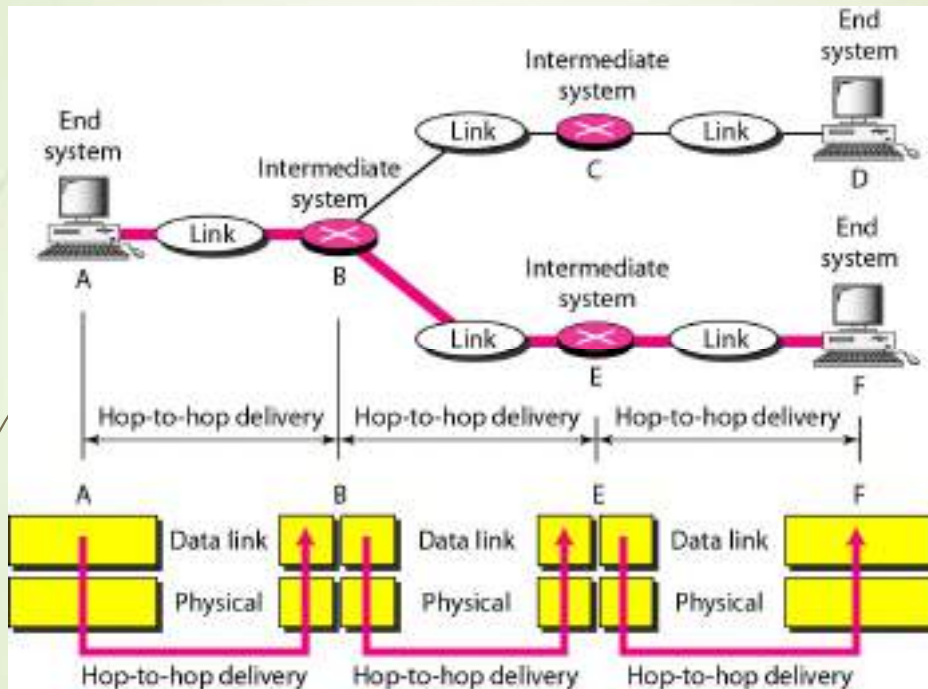 End
system
Intermediate
system
End
system
Link
Link
C
D
Intermediate
system
Link
A
B
Intermediate
system
End
system
Link
Link
E
F
Hop-to-hop delivery
Hop-to-hop delivery
Hop-to-hop delivery
A
B
E
F
Data link
Data link
Data link
Physical
Physical
Physical
Hop-to-hop delivery
Hop-to-hop delivery
Hop-to-hop delivery